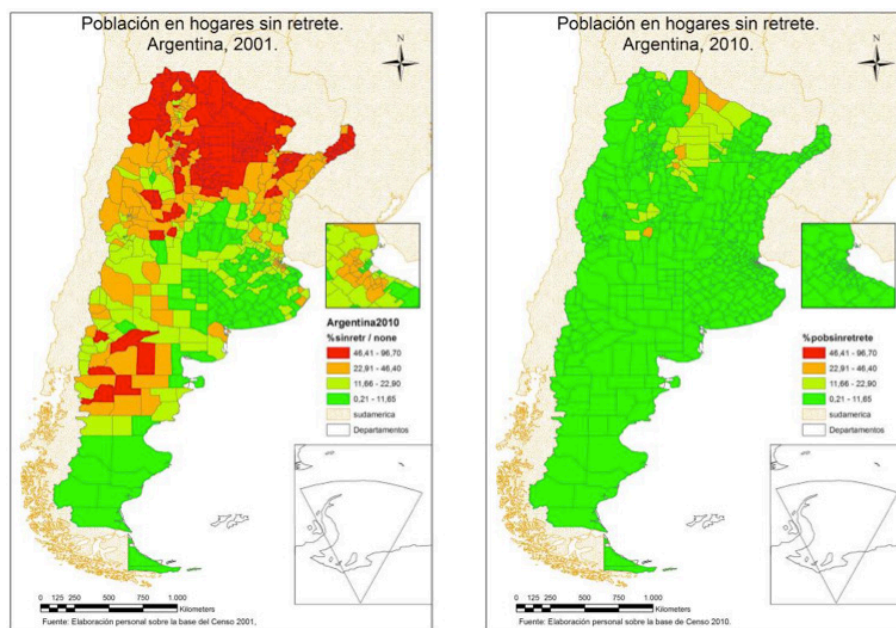 Población en hogares sin retrete.
Argentina, 2001.
N
Argentina2010
%sinretr / none
46,41 - 96,70
22,91 - 46,40
11,66 - 22,90
0,21 - 11,65
sudamerica
Departamentos
0 125 250 500 750 1.000
Kilometers
Fuente: Elaboración personal sobre la base del Censo 2001,
Población en hogares sin retrete.
Argentina, 2010.
N
%pobsinretrete
46,41 - 96,70
22,91 - 46,40
11,66 - 22,90
0,21 - 11,65
sudamerica
Departamentos
0 125 250 500 750 1.000
Kilometers
Fuente: Elaboración personal sobre la base de Censo 2010.